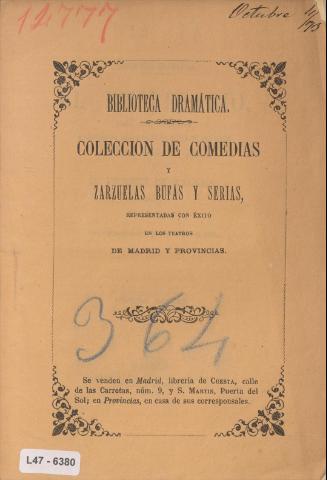 12777
Octubre 11/73
BIBLIOTECA DRAMÁTICA.
COLECCION DE COMEDIAS
Y
ZARZUELAS BUFAS Y SERIAS,
REPRESENTADAS CON ÉXITO
EN LOS TEATROS
DE MADRID Y PROVINCIAS.
364
Se venden en Madrid, librería de CUESTA, calle
de las Carretas, núm. 9, y S. MARTIN, Puerta del
Sol; en Provincias, en casa de sus corresponsales.
L47 - 6380